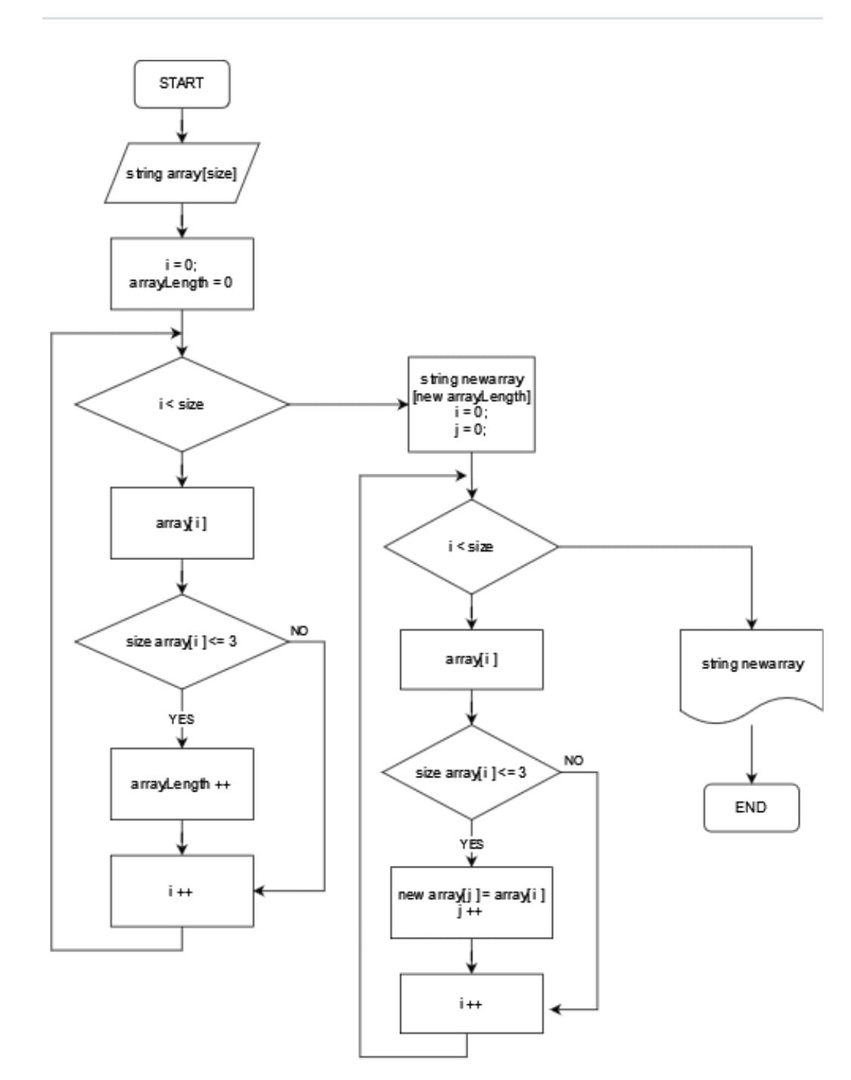 START
string array[size]
i = 0;
arrayLength = 0
i < size
array[i]
size array[i]<= 3
NO
YES
arrayLength ++
i ++
string newarray
[new arrayLength]
i = 0;
j = 0;
i < size
array[i]
size array[i]<= 3
NO
YES
new array[j]= array[i]
j ++
i ++
string newarray
END